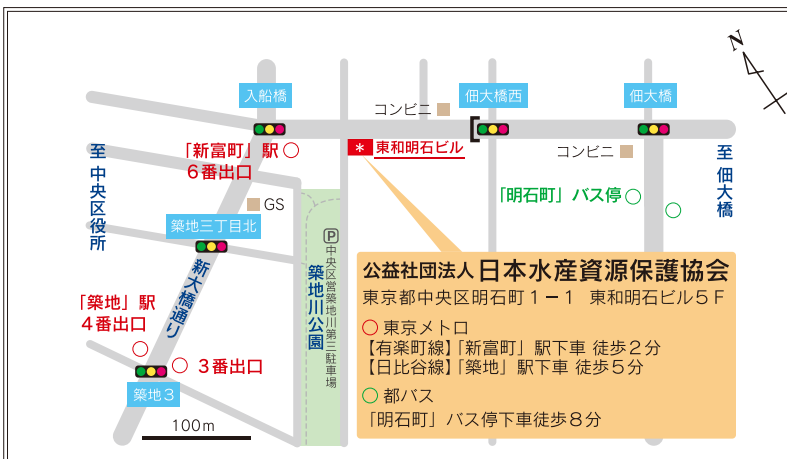 N
入船橋
コンビニ
佃大橋西
佃大橋
「新富町」駅
6番出口
＊
東和明石ビル
コンビニ
至 中央区役所
至 佃大橋
「明石町」バス停
GS
築地三丁目北
新大橋通り
築地川公園
P
中央区営築地川第三駐車場
「築地」駅
4番出口
3番出口
築地3
100m
公益社団法人 日本水産資源保護協会
東京都中央区明石町1－1 東和明石ビル5F
東京メトロ
【有楽町線】「新富町」駅下車 徒歩2分
【日比谷線】「築地」駅下車 徒歩5分
都バス
「明石町」バス停下車徒歩8分